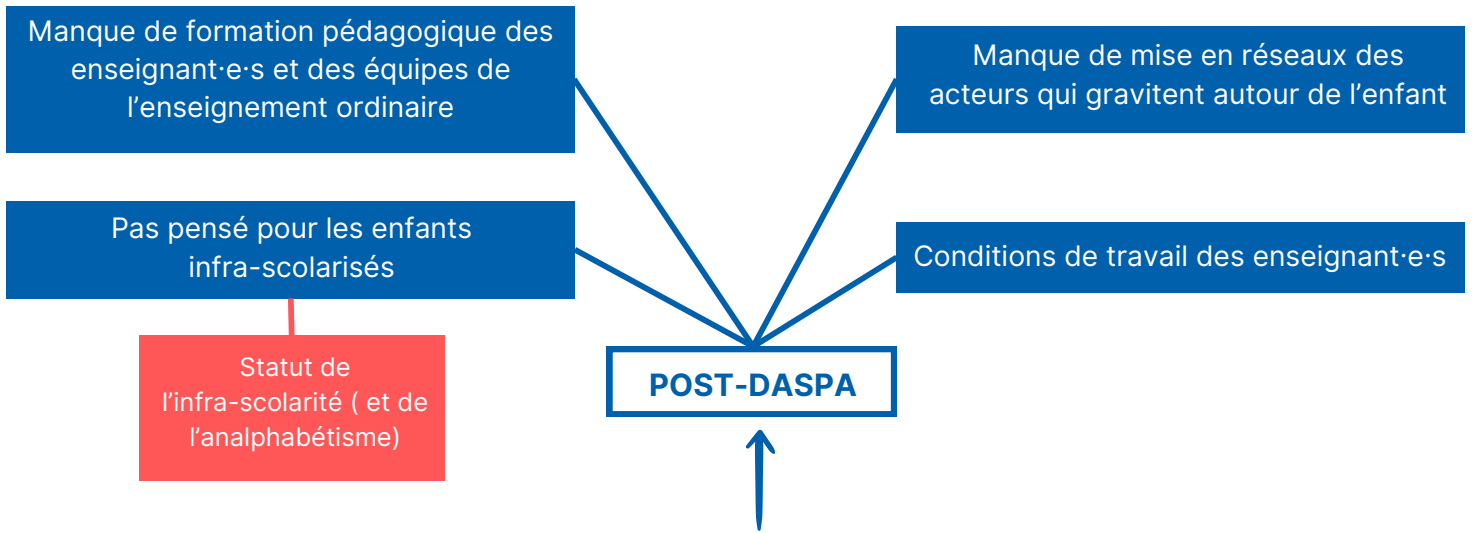 Manque de formation pédagogique des
enseignant·e·s et des équipes de
l’enseignement ordinaire
Manque de mise en réseaux des
acteurs qui gravitent autour de l’enfant
Pas pensé pour les enfants
infra-scolarisés
Conditions de travail des enseignant·e·s
Statut de
l’infra-scolarité ( et de
l’analphabétisme)
POST-DASPA